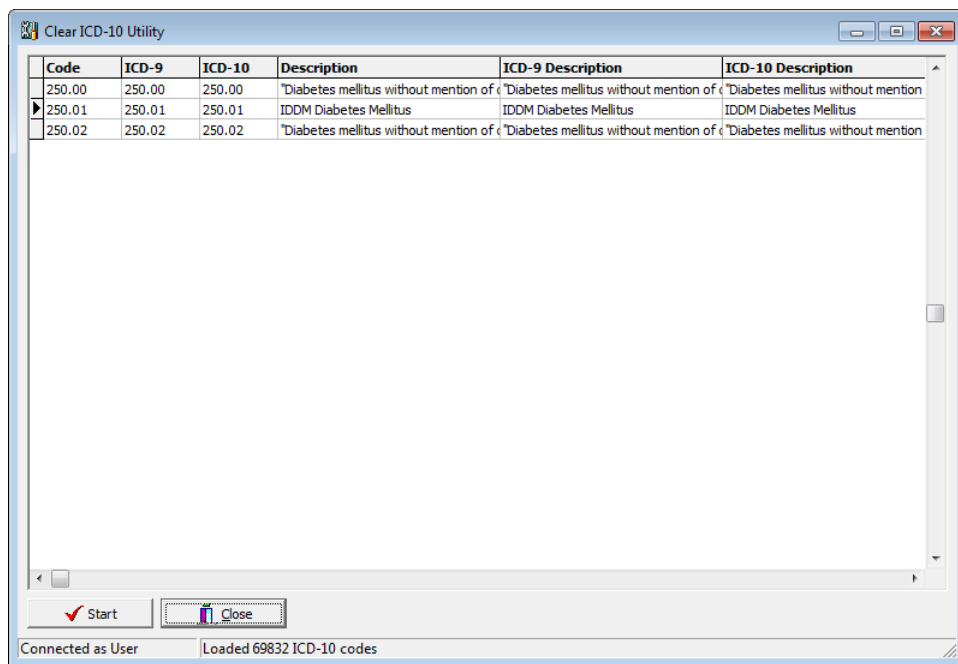 Clear ICD-10 Utility
Code ICD-9 ICD-10 Description ICD-9 Description ICD-10 Description
250.00 250.00 250.00 "Diabetes mellitus without mention of "Diabetes mellitus without mention of "Diabetes mellitus without mention
250.01 250.01 250.01 IDDM Diabetes Mellitus IDDM Diabetes Mellitus IDDM Diabetes Mellitus
250.02 250.02 250.02 "Diabetes mellitus without mention of "Diabetes mellitus without mention of "Diabetes mellitus without mention
Start Close
Connected as User Loaded 69832 ICD-10 codes